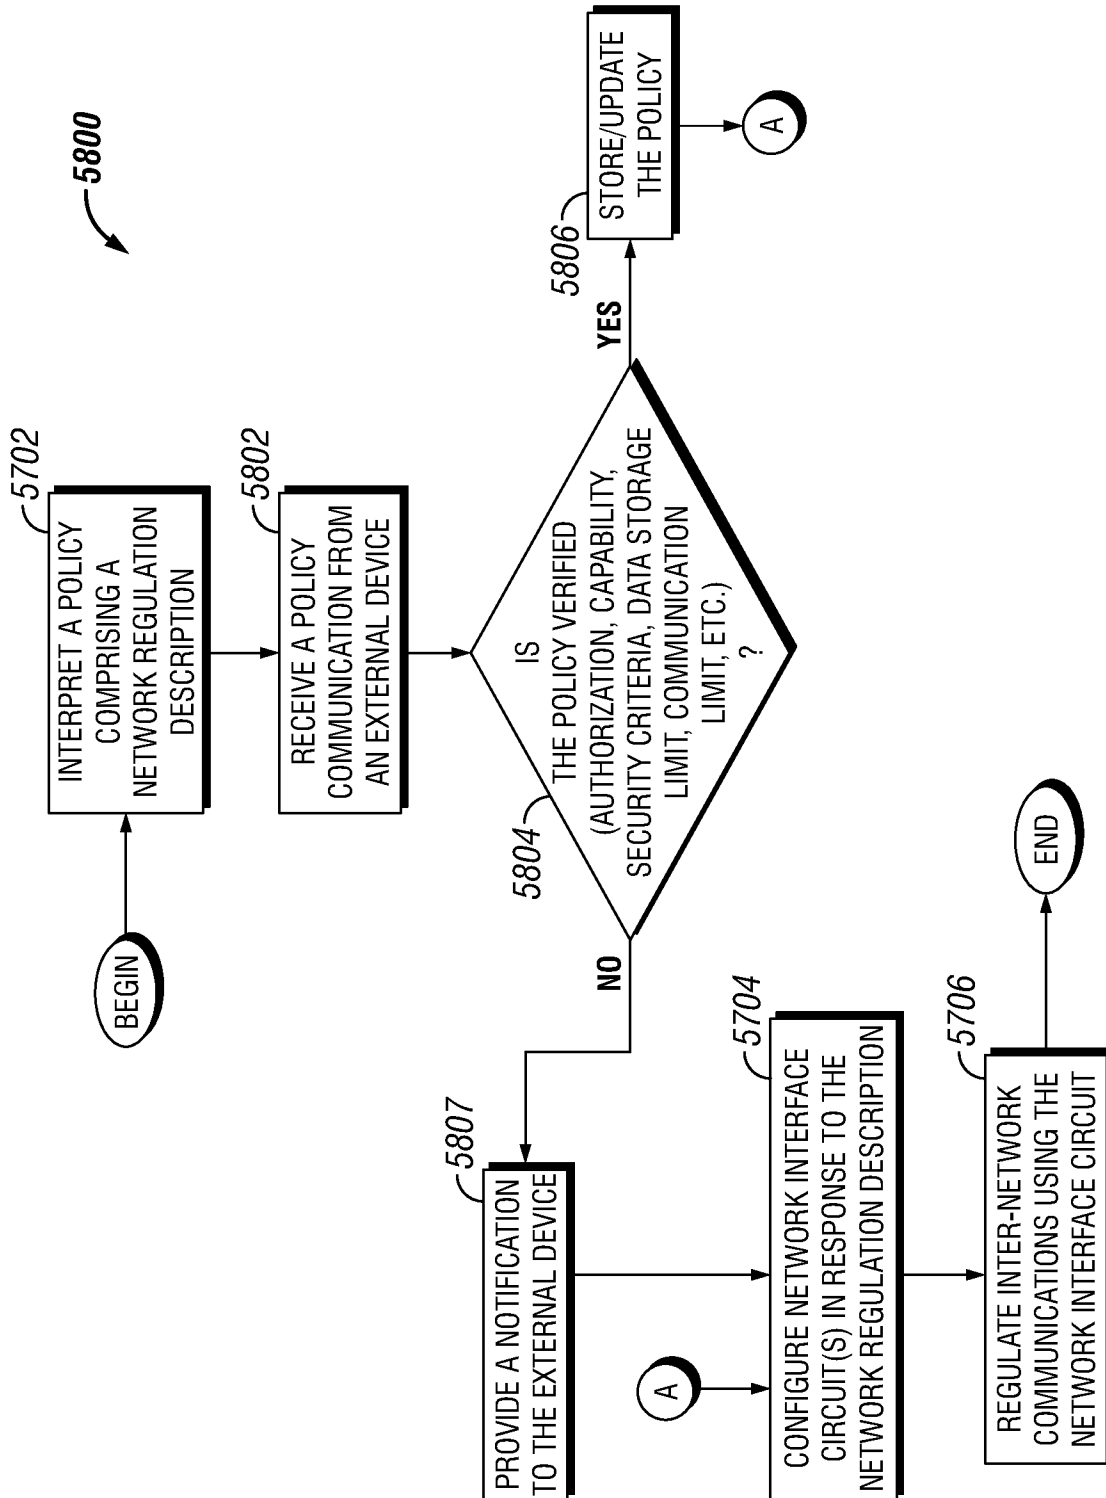 5800
BEGIN
5702
INTERPRET A POLICY
COMPRISING A
NETWORK REGULATION
DESCRIPTION
5802
RECEIVE A POLICY
COMMUNICATION FROM
AN EXTERNAL DEVICE
5804
IS
THE POLICY VERIFIED
(AUTHORIZATION, CAPABILITY,
SECURITY CRITERIA, DATA STORAGE
LIMIT, COMMUNICATION
LIMIT, ETC.)
?
YES
5806
STORE/UPDATE
THE POLICY
A
NO
5807
PROVIDE A NOTIFICATION
TO THE EXTERNAL DEVICE
A
5704
CONFIGURE NETWORK INTERFACE
CIRCUIT(S) IN RESPONSE TO THE
NETWORK REGULATION DESCRIPTION
5706
REGULATE INTER-NETWORK
COMMUNICATIONS USING THE
NETWORK INTERFACE CIRCUIT
END